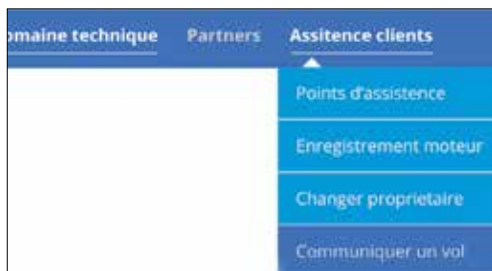 omaine technique Partners Assitence clients
Points d'assistence
Enregistrement moteur
Changer proprietaire
Communiquer un vol